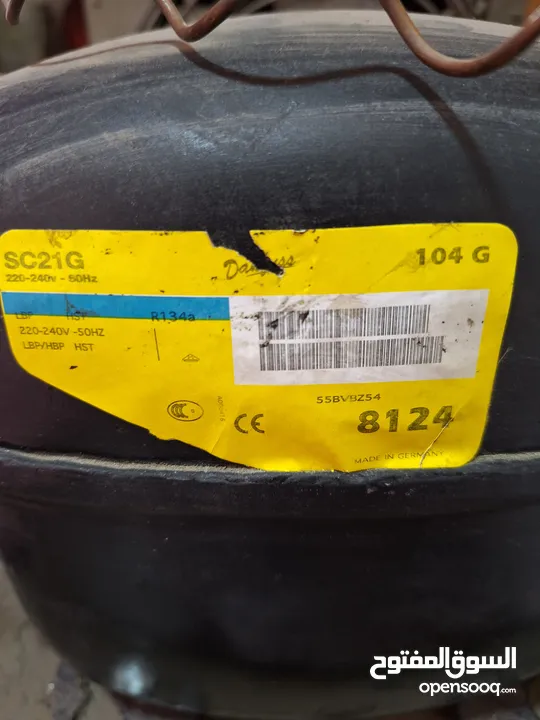 SC21G
220-240v - 50Hz
Danfoss
104 G
LBP HST R134a
220-240V -50HZ
LBP/HBP HST
55BVBZ54
CE
8124
MADE IN GERMANY
السوق المفتوح
opensooq.com